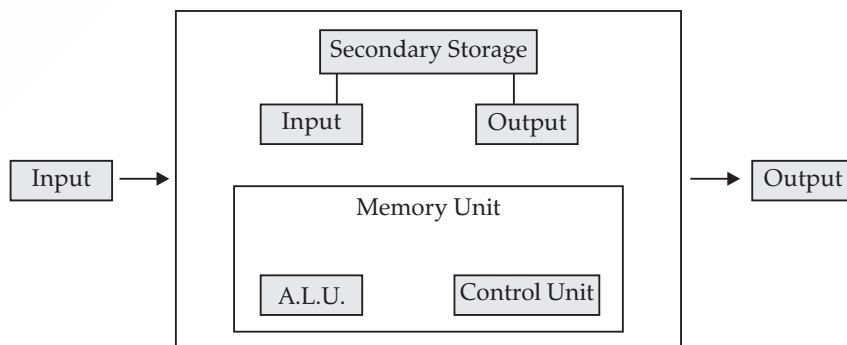 Secondary Storage
Input
Output
Input
Output
Memory Unit
A.L.U.
Control Unit